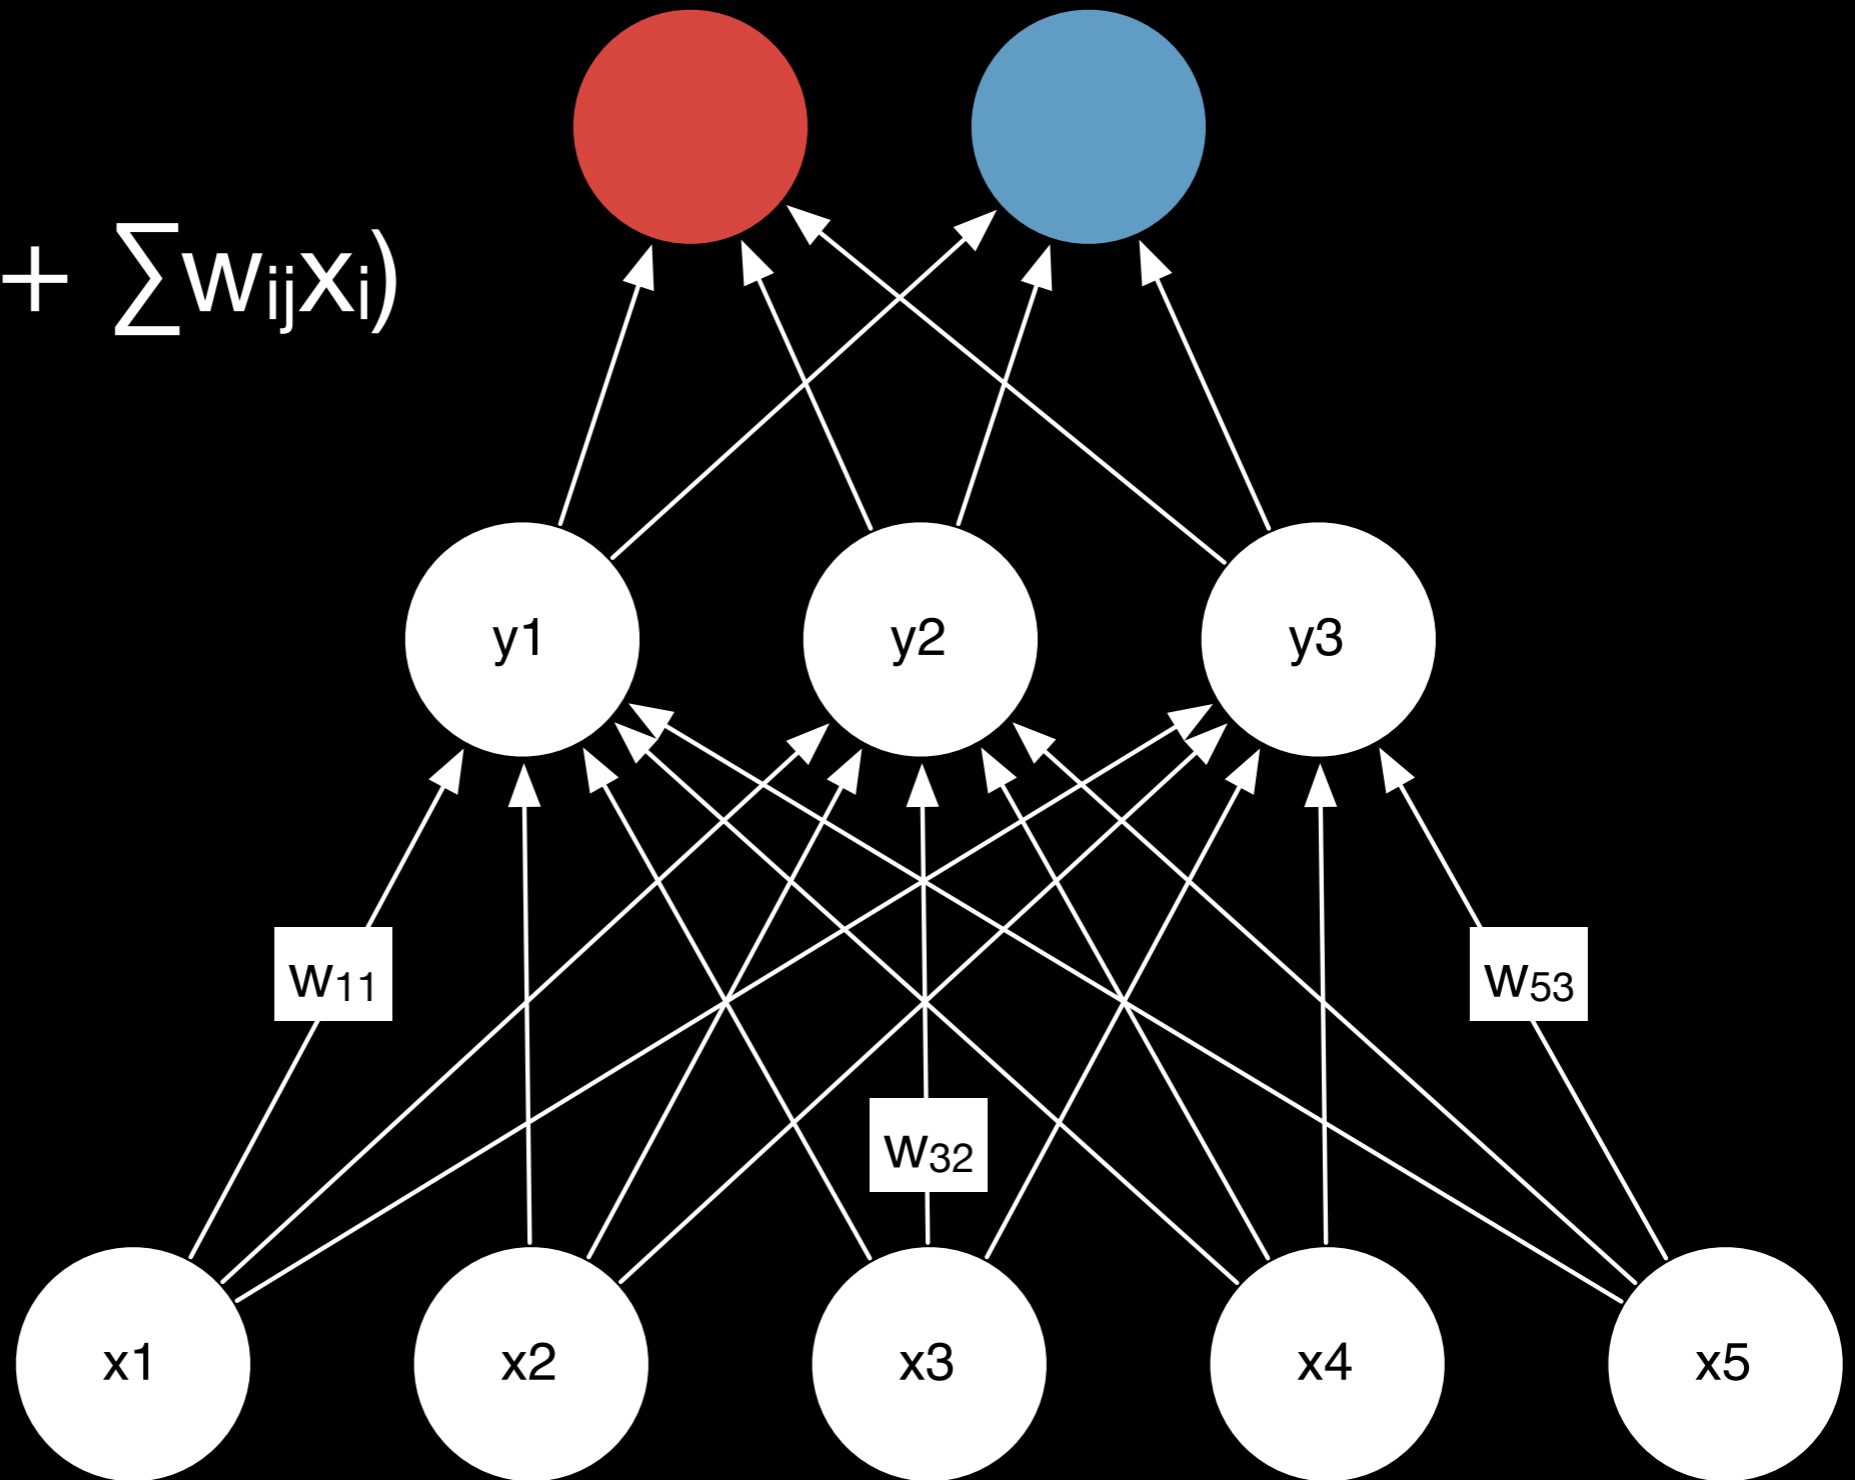 + ∑wᵢⱼxᵢ)
y1 y2 y3
w₁₁ w₅₃
w₃₂
x1 x2 x3 x4 x5